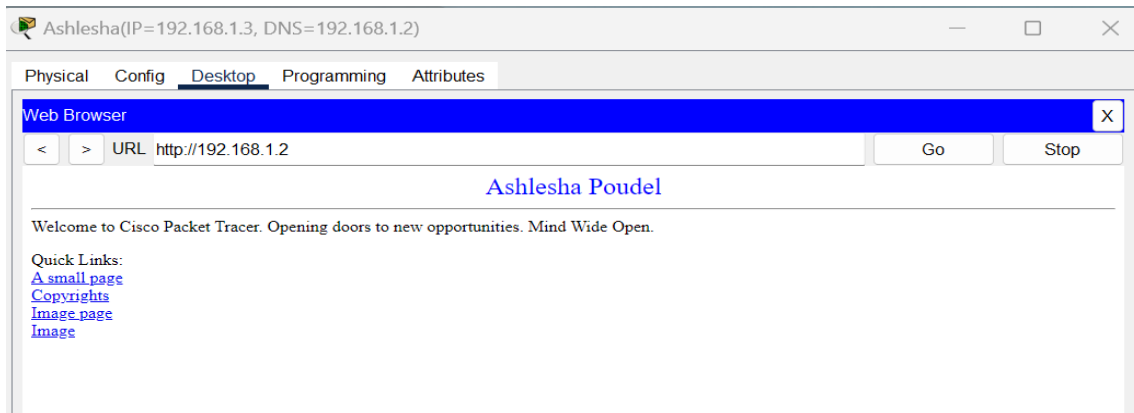 Ashlesha(IP=192.168.1.3, DNS=192.168.1.2)
Physical Config Desktop Programming Attributes
Web Browser X
< > URL http://192.168.1.2 Go Stop
Ashlesha Poudel
Welcome to Cisco Packet Tracer. Opening doors to new opportunities. Mind Wide Open.
Quick Links:
A small page
Copyrights
Image page
Image